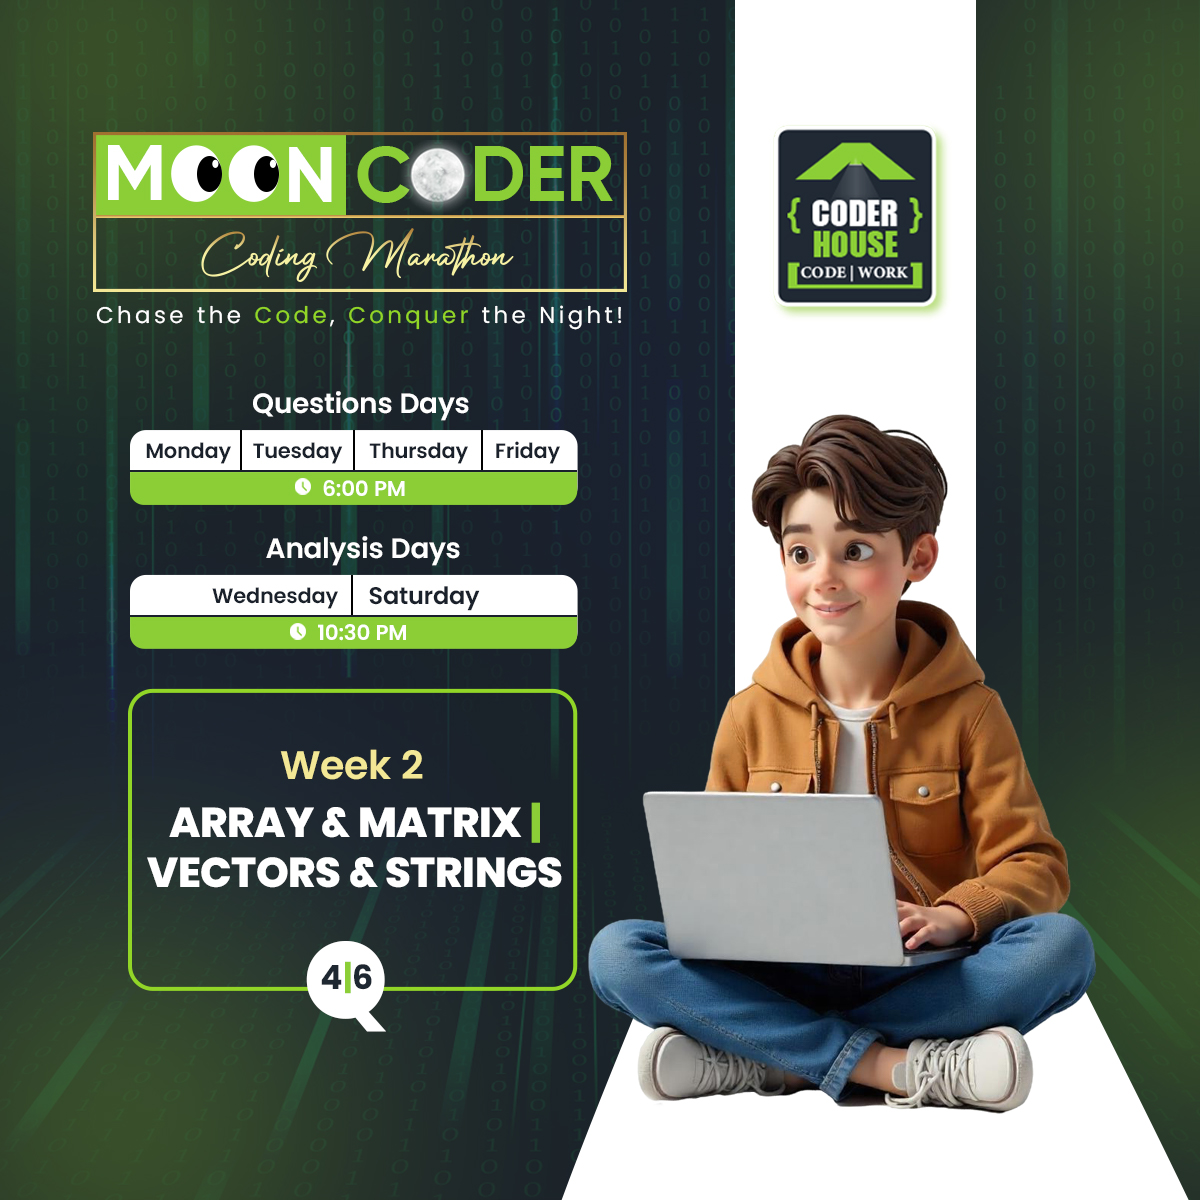 MOON CODER
Coding Marathon
Chase the Code, Conquer the Night!
{ CODER }
HOUSE
[CODE | WORK]
Questions Days
Monday Tuesday Thursday Friday
6:00 PM
Analysis Days
Wednesday Saturday
10:30 PM
Week 2
ARRAY & MATRIX |
VECTORS & STRINGS
4|6